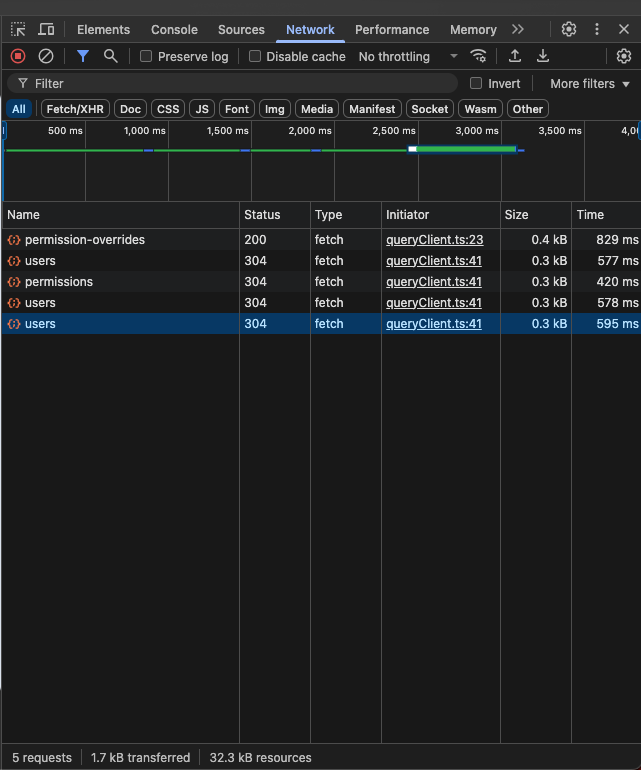 Elements Console Sources Network Performance Memory
Preserve log Disable cache No throttling
Filter Invert More filters
All Fetch/XHR Doc CSS JS Font Img Media Manifest Socket Wasm Other
500 ms 1,000 ms 1,500 ms 2,000 ms 2,500 ms 3,000 ms 3,500 ms 4,0
Name Status Type Initiator Size Time
permission-overrides 200 fetch queryClient.ts:23 0.4 kB 829 ms
users 304 fetch queryClient.ts:41 0.3 kB 577 ms
permissions 304 fetch queryClient.ts:41 0.3 kB 420 ms
users 304 fetch queryClient.ts:41 0.3 kB 578 ms
users 304 fetch queryClient.ts:41 0.3 kB 595 ms
5 requests 1.7 kB transferred 32.3 kB resources